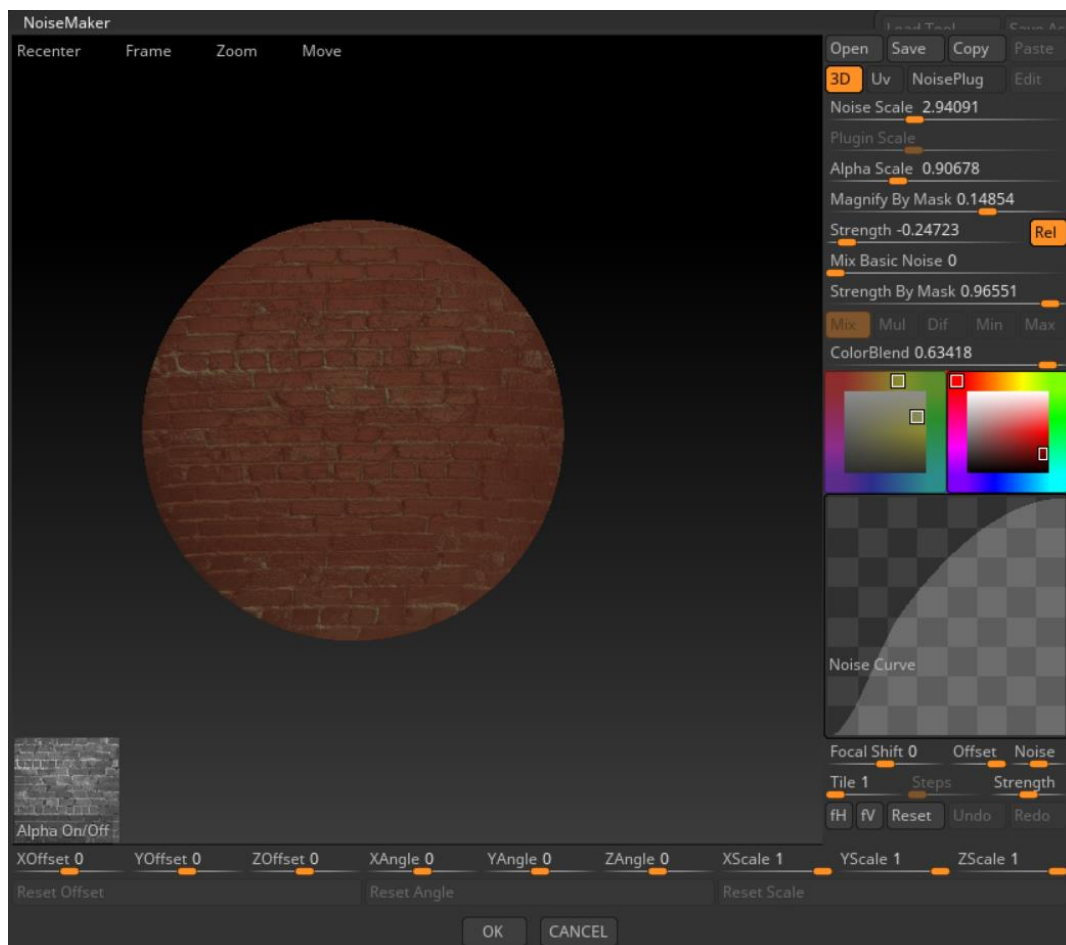 NoiseMaker
Load Tool Save As
Recenter Frame Zoom Move
Open Save Copy Paste
3D Uv NoisePlug Edit
Noise Scale 2.94091
Plugin Scale
Alpha Scale 0.90678
Magnify By Mask 0.14854
Strength -0.24723 Rel
Mix Basic Noise 0
Strength By Mask 0.96551
Mix Mul Dif Min Max
ColorBlend 0.63418
Noise Curve
Focal Shift 0 Offset Noise
Tile 1 Steps Strength
fH fV Reset Undo Redo
Alpha On/Off
XOffset 0 YOffset 0 ZOffset 0 XAngle 0 YAngle 0 ZAngle 0 XScale 1 YScale 1 ZScale 1
Reset Offset Reset Angle Reset Scale
OK CANCEL